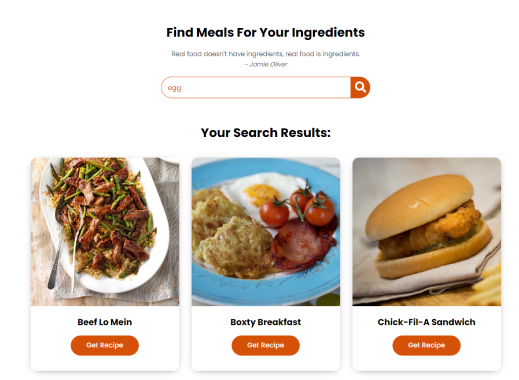 Find Meals For Your Ingredients
Real food doesn't have ingredients, real food is ingredients.
- Jamie Oliver
egg
Your Search Results:
Beef Lo Mein
Get Recipe
Boxty Breakfast
Get Recipe
Chick-Fil-A Sandwich
Get Recipe